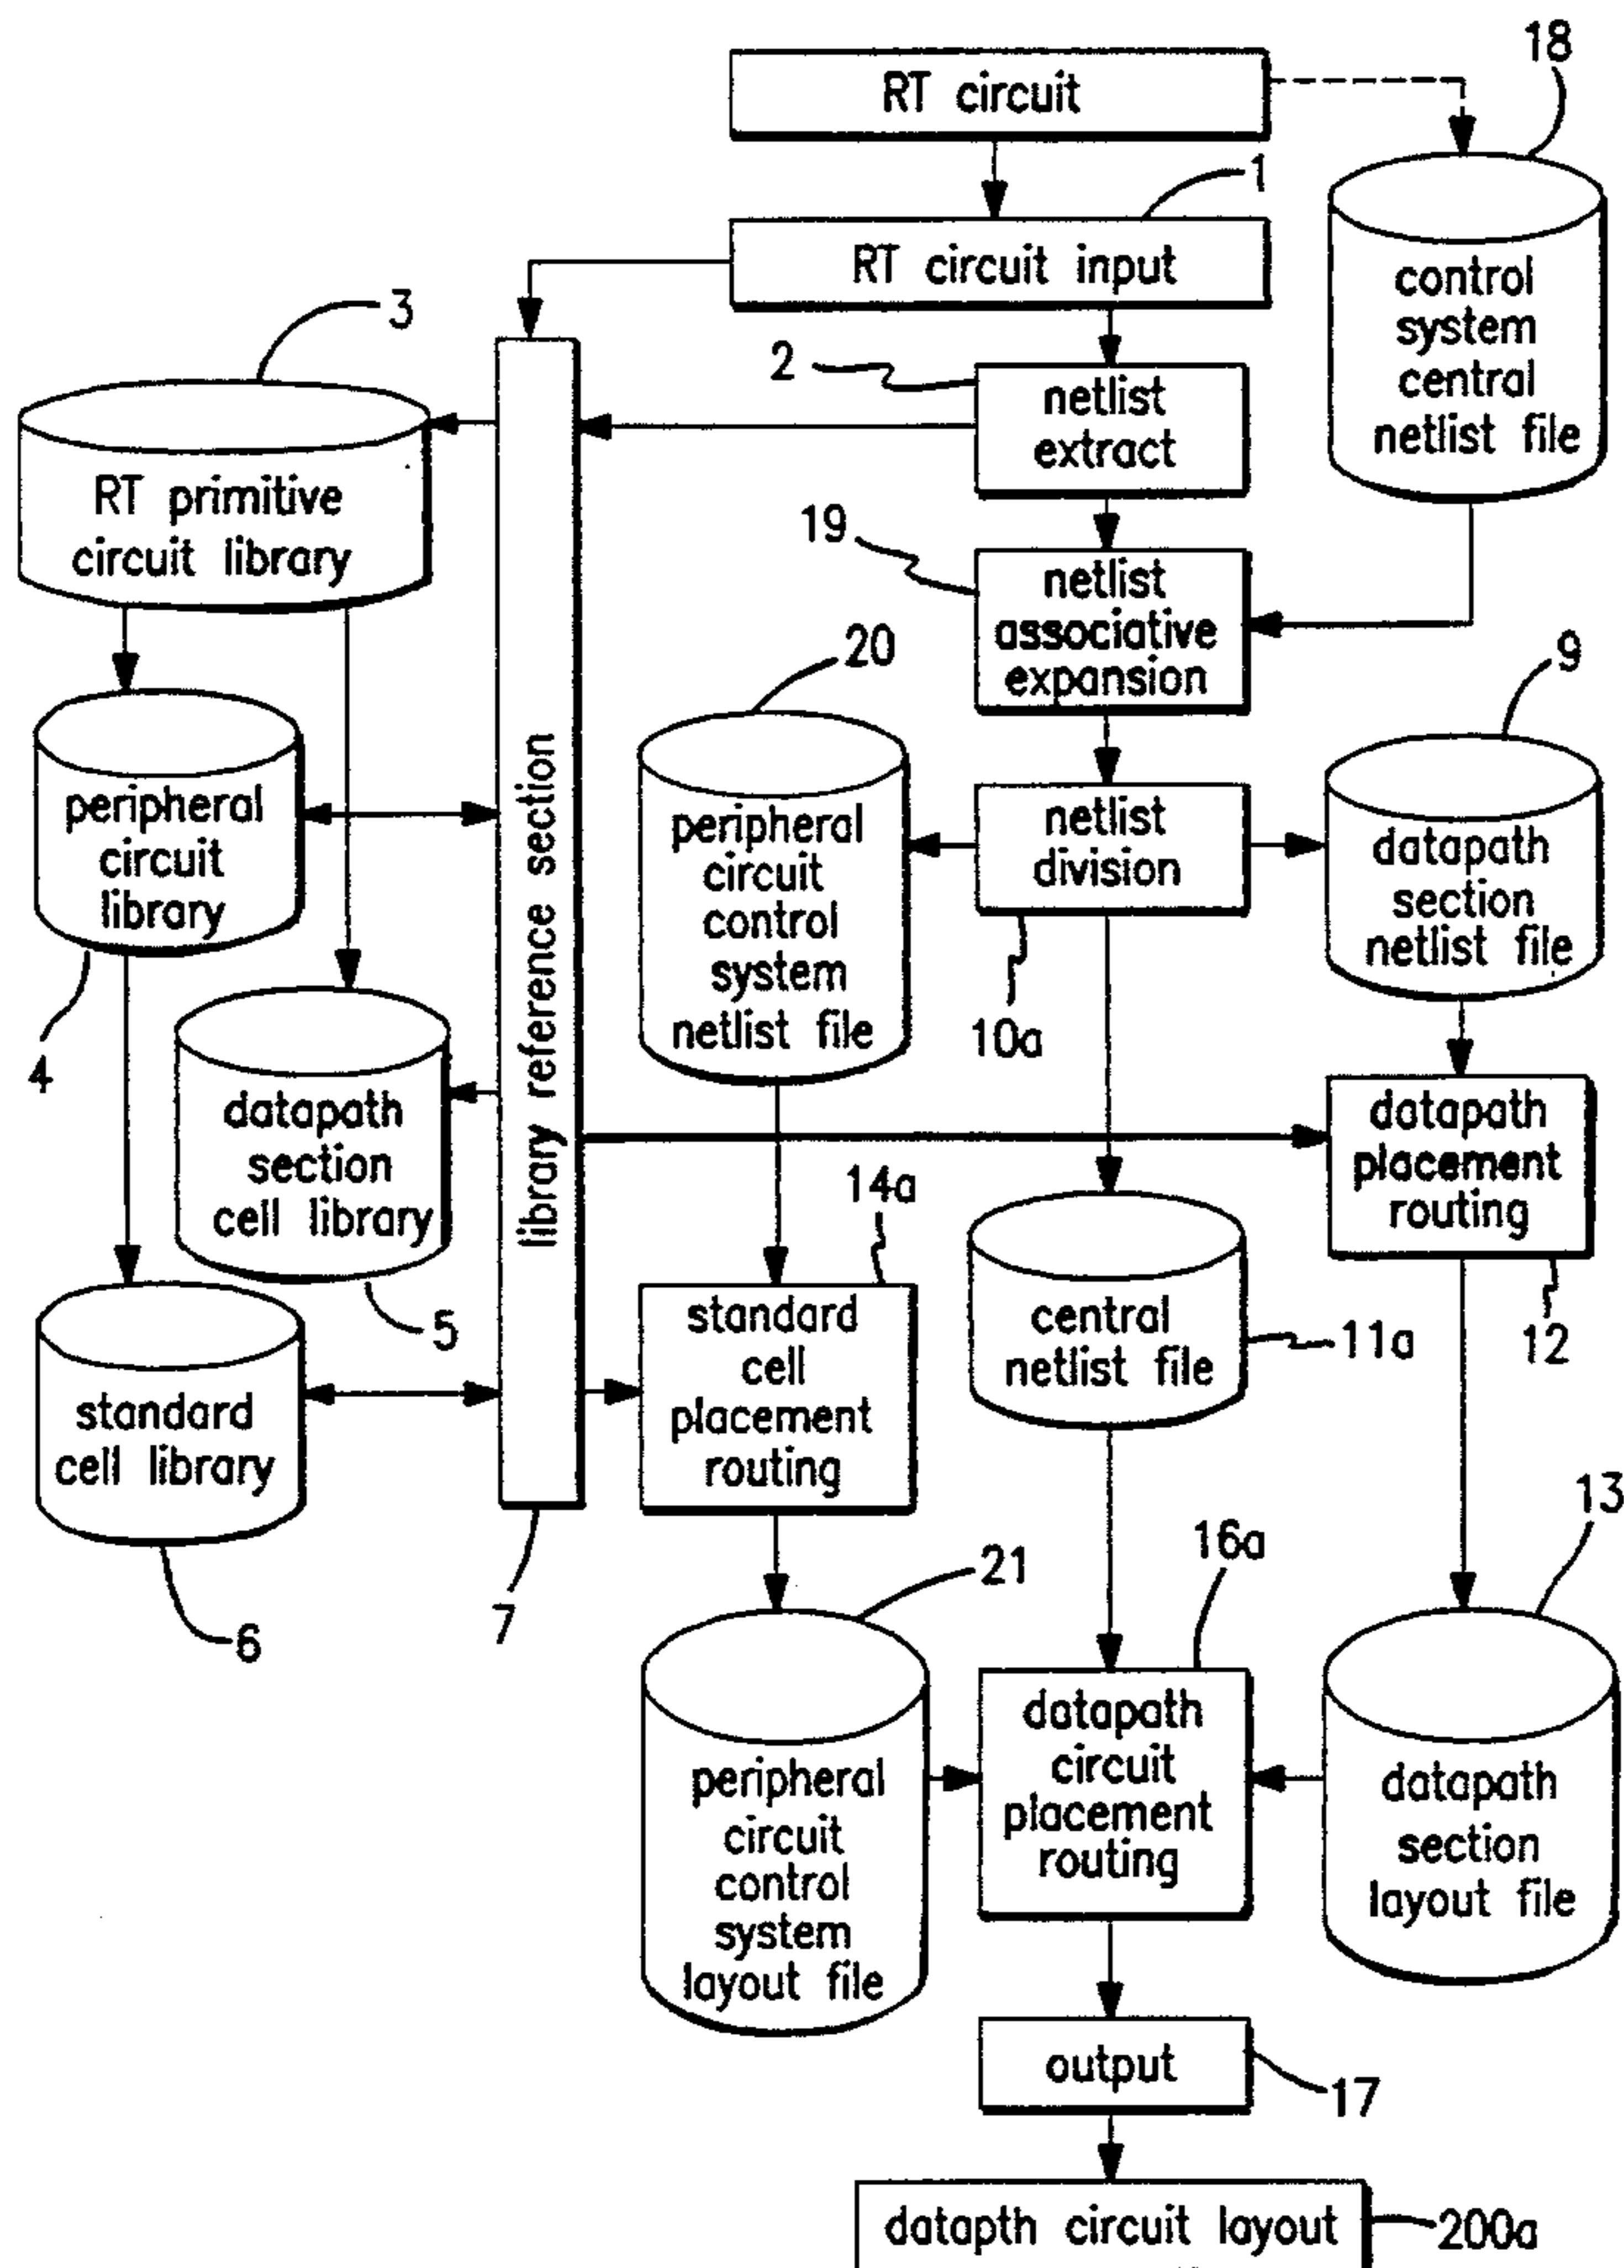 18
RT circuit
1
RT circuit input
control
system
central
netlist file
3
2
netlist
extract
RT primitive
circuit library
19
netlist
associative
expansion
20
9
peripheral
circuit
library
library reference section
peripheral
circuit
control
system
netlist file
netlist
division
datapath
section
netlist file
10a
4
datapath
section
cell library
datapath
placement
routing
14a
5
standard
cell
placement
routing
central
netlist file
11a
12
standard
cell library
13
16a
21
7
6
peripheral
circuit
control
system
layout file
datapath
circuit
placement
routing
datapath
section
layout file
output
17
datapth circuit layout
200a